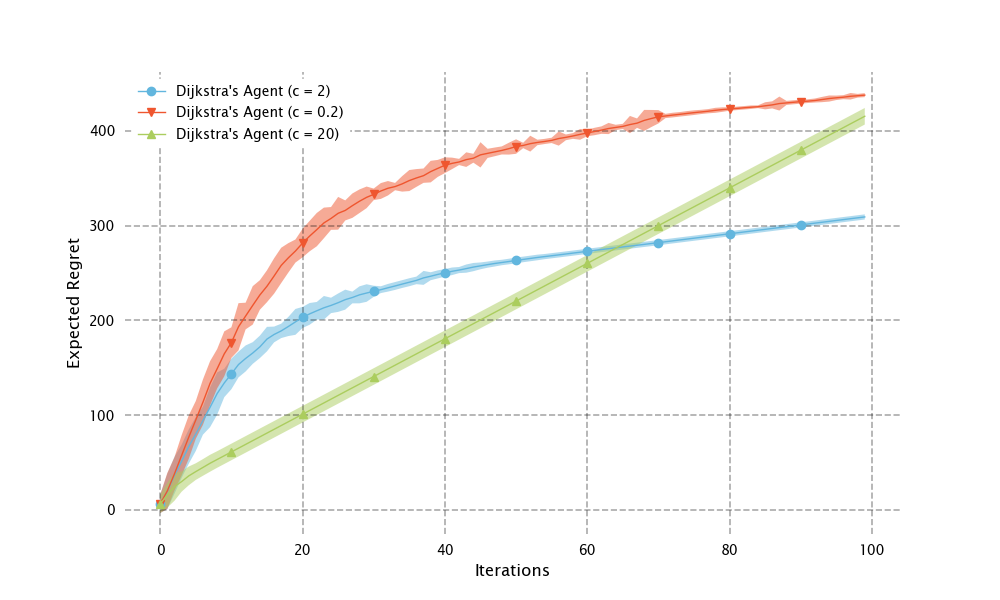 Dijkstra's Agent (c = 2)
Dijkstra's Agent (c = 0.2)
Dijkstra's Agent (c = 20)
400
300
200
100
0
Expected Regret
0 20 40 60 80 100
Iterations